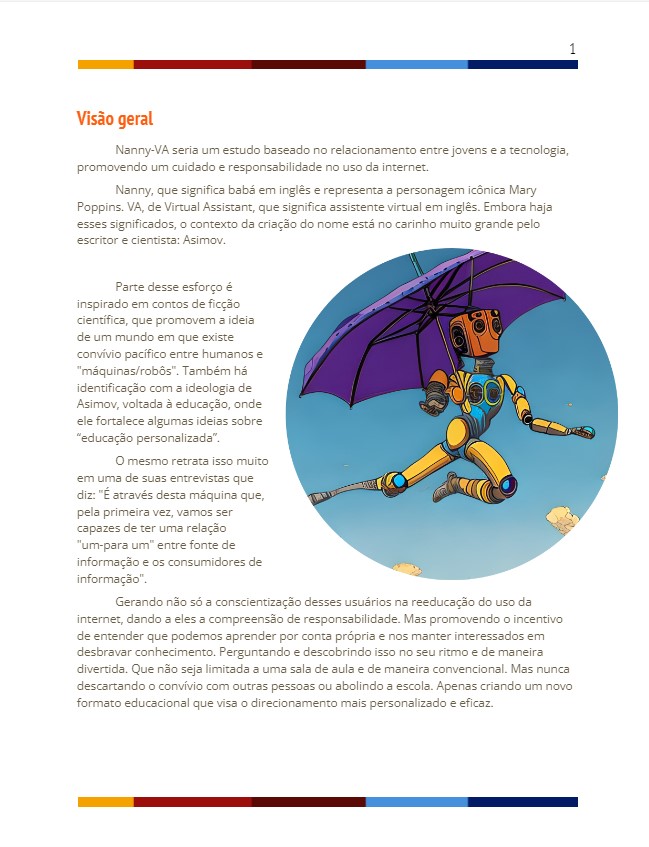 1
Visão geral
Nanny-VA seria um estudo baseado no relacionamento entre jovens e a tecnologia,
promovendo um cuidado e responsabilidade no uso da internet.
Nanny, que significa babá em inglês e representa a personagem icônica Mary
Poppins. VA, de Virtual Assistant, que significa assistente virtual em inglês. Embora haja
esses significados, o contexto da criação do nome está no carinho muito grande pelo
escritor e cientista: Asimov.
Parte desse esforço é
inspirado em contos de ficção
científica, que promovem a ideia
de um mundo em que existe
convívio pacífico entre humanos e
"máquinas/robôs". Também há
identificação com a ideologia de
Asimov, voltada à educação, onde
ele fortalece algumas ideias sobre
“educação personalizada”.
O mesmo retrata isso muito
em uma de suas entrevistas que
diz: "É através desta máquina que,
pela primeira vez, vamos ser
capazes de ter uma relação
"um-para um" entre fonte de
informação e os consumidores de
informação".
Gerando não só a conscientização desses usuários na reeducação do uso da
internet, dando a eles a compreensão de responsabilidade. Mas promovendo o incentivo
de entender que podemos aprender por conta própria e nos manter interessados em
desbravar conhecimento. Perguntando e descobrindo isso no seu ritmo e de maneira
divertida. Que não seja limitada a uma sala de aula e de maneira convencional. Mas nunca
descartando o convívio com outras pessoas ou abolindo a escola. Apenas criando um novo
formato educacional que visa o direcionamento mais personalizado e eficaz.